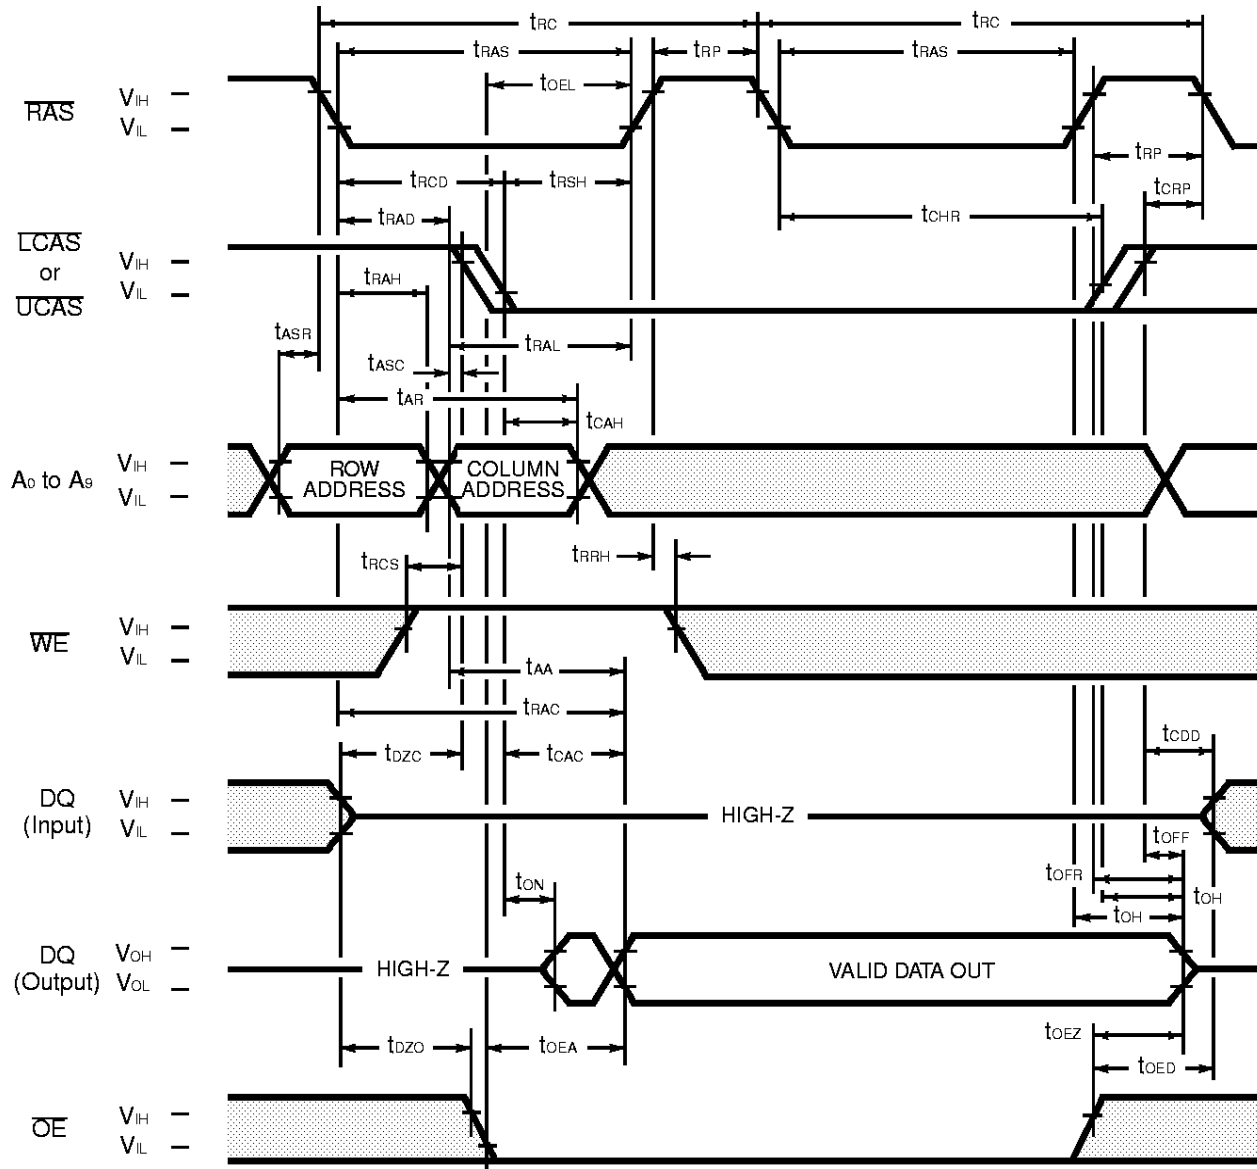 tRC tRC
tRAS tRP tRAS
tOEL
RAS VIH
VIL
tRP
tRCD tRSH
tCRP
tRAD tCHR
LCAS
or
UCAS
VIH
VIL
tRAH
tASR
tRAL
tASC
tAR
tCAH
A0 to A9 VIH
VIL
ROW
ADDRESS
COLUMN
ADDRESS
tRCS tRRH
WE VIH
VIL
tAA
tRAC
tCDD
tDZC tCAC
DQ
(Input)
VIH
VIL
HIGH-Z
tOFF
tOFR
tON tOH
tOH
DQ
(Output)
VOH
VOL
HIGH-Z VALID DATA OUT
tOEZ
tDZO tOEA
tOED
OE VIH
VIL